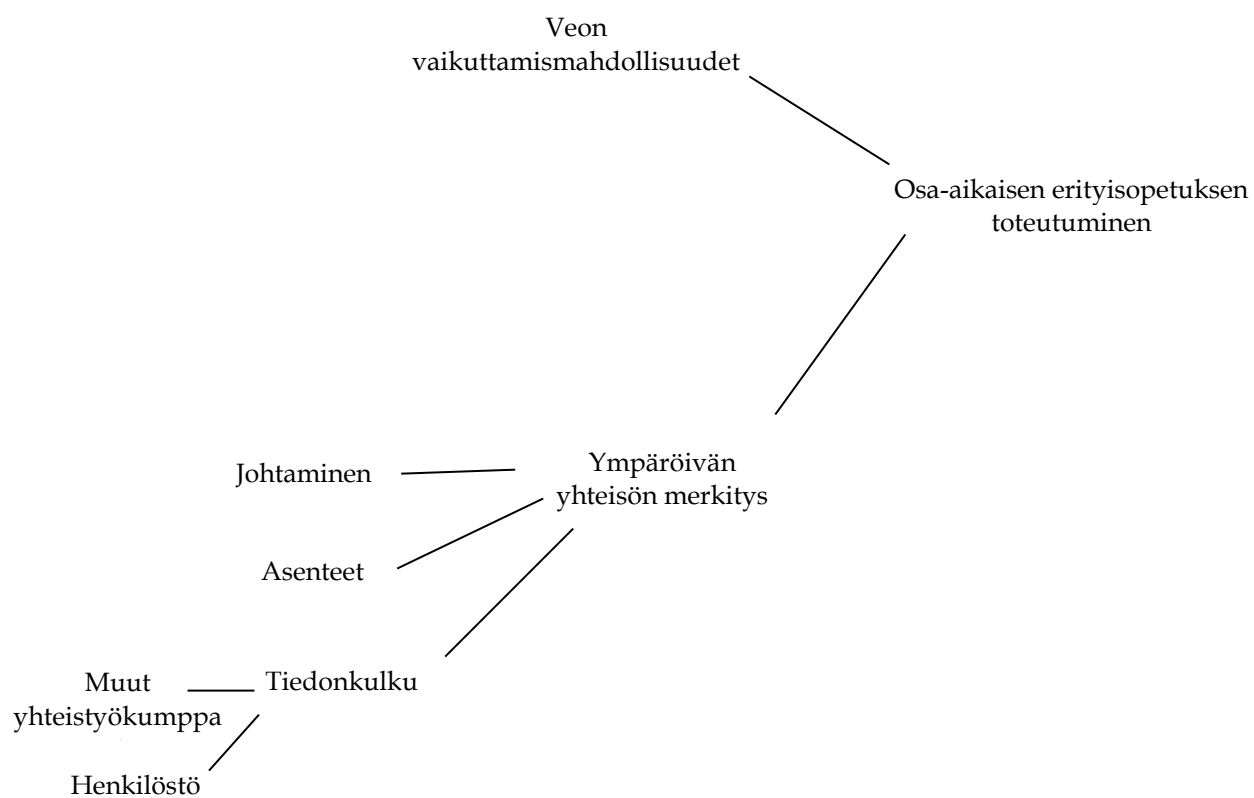 Veon
vaikuttamismahdollisuudet
Osa-aikaisen erityisopetuksen
toteutuminen
Ympäröivän
yhteisön merkitys
Johtaminen
Asenteet
Tiedonkulku
Muut
yhteistyökumppa
Henkilöstö